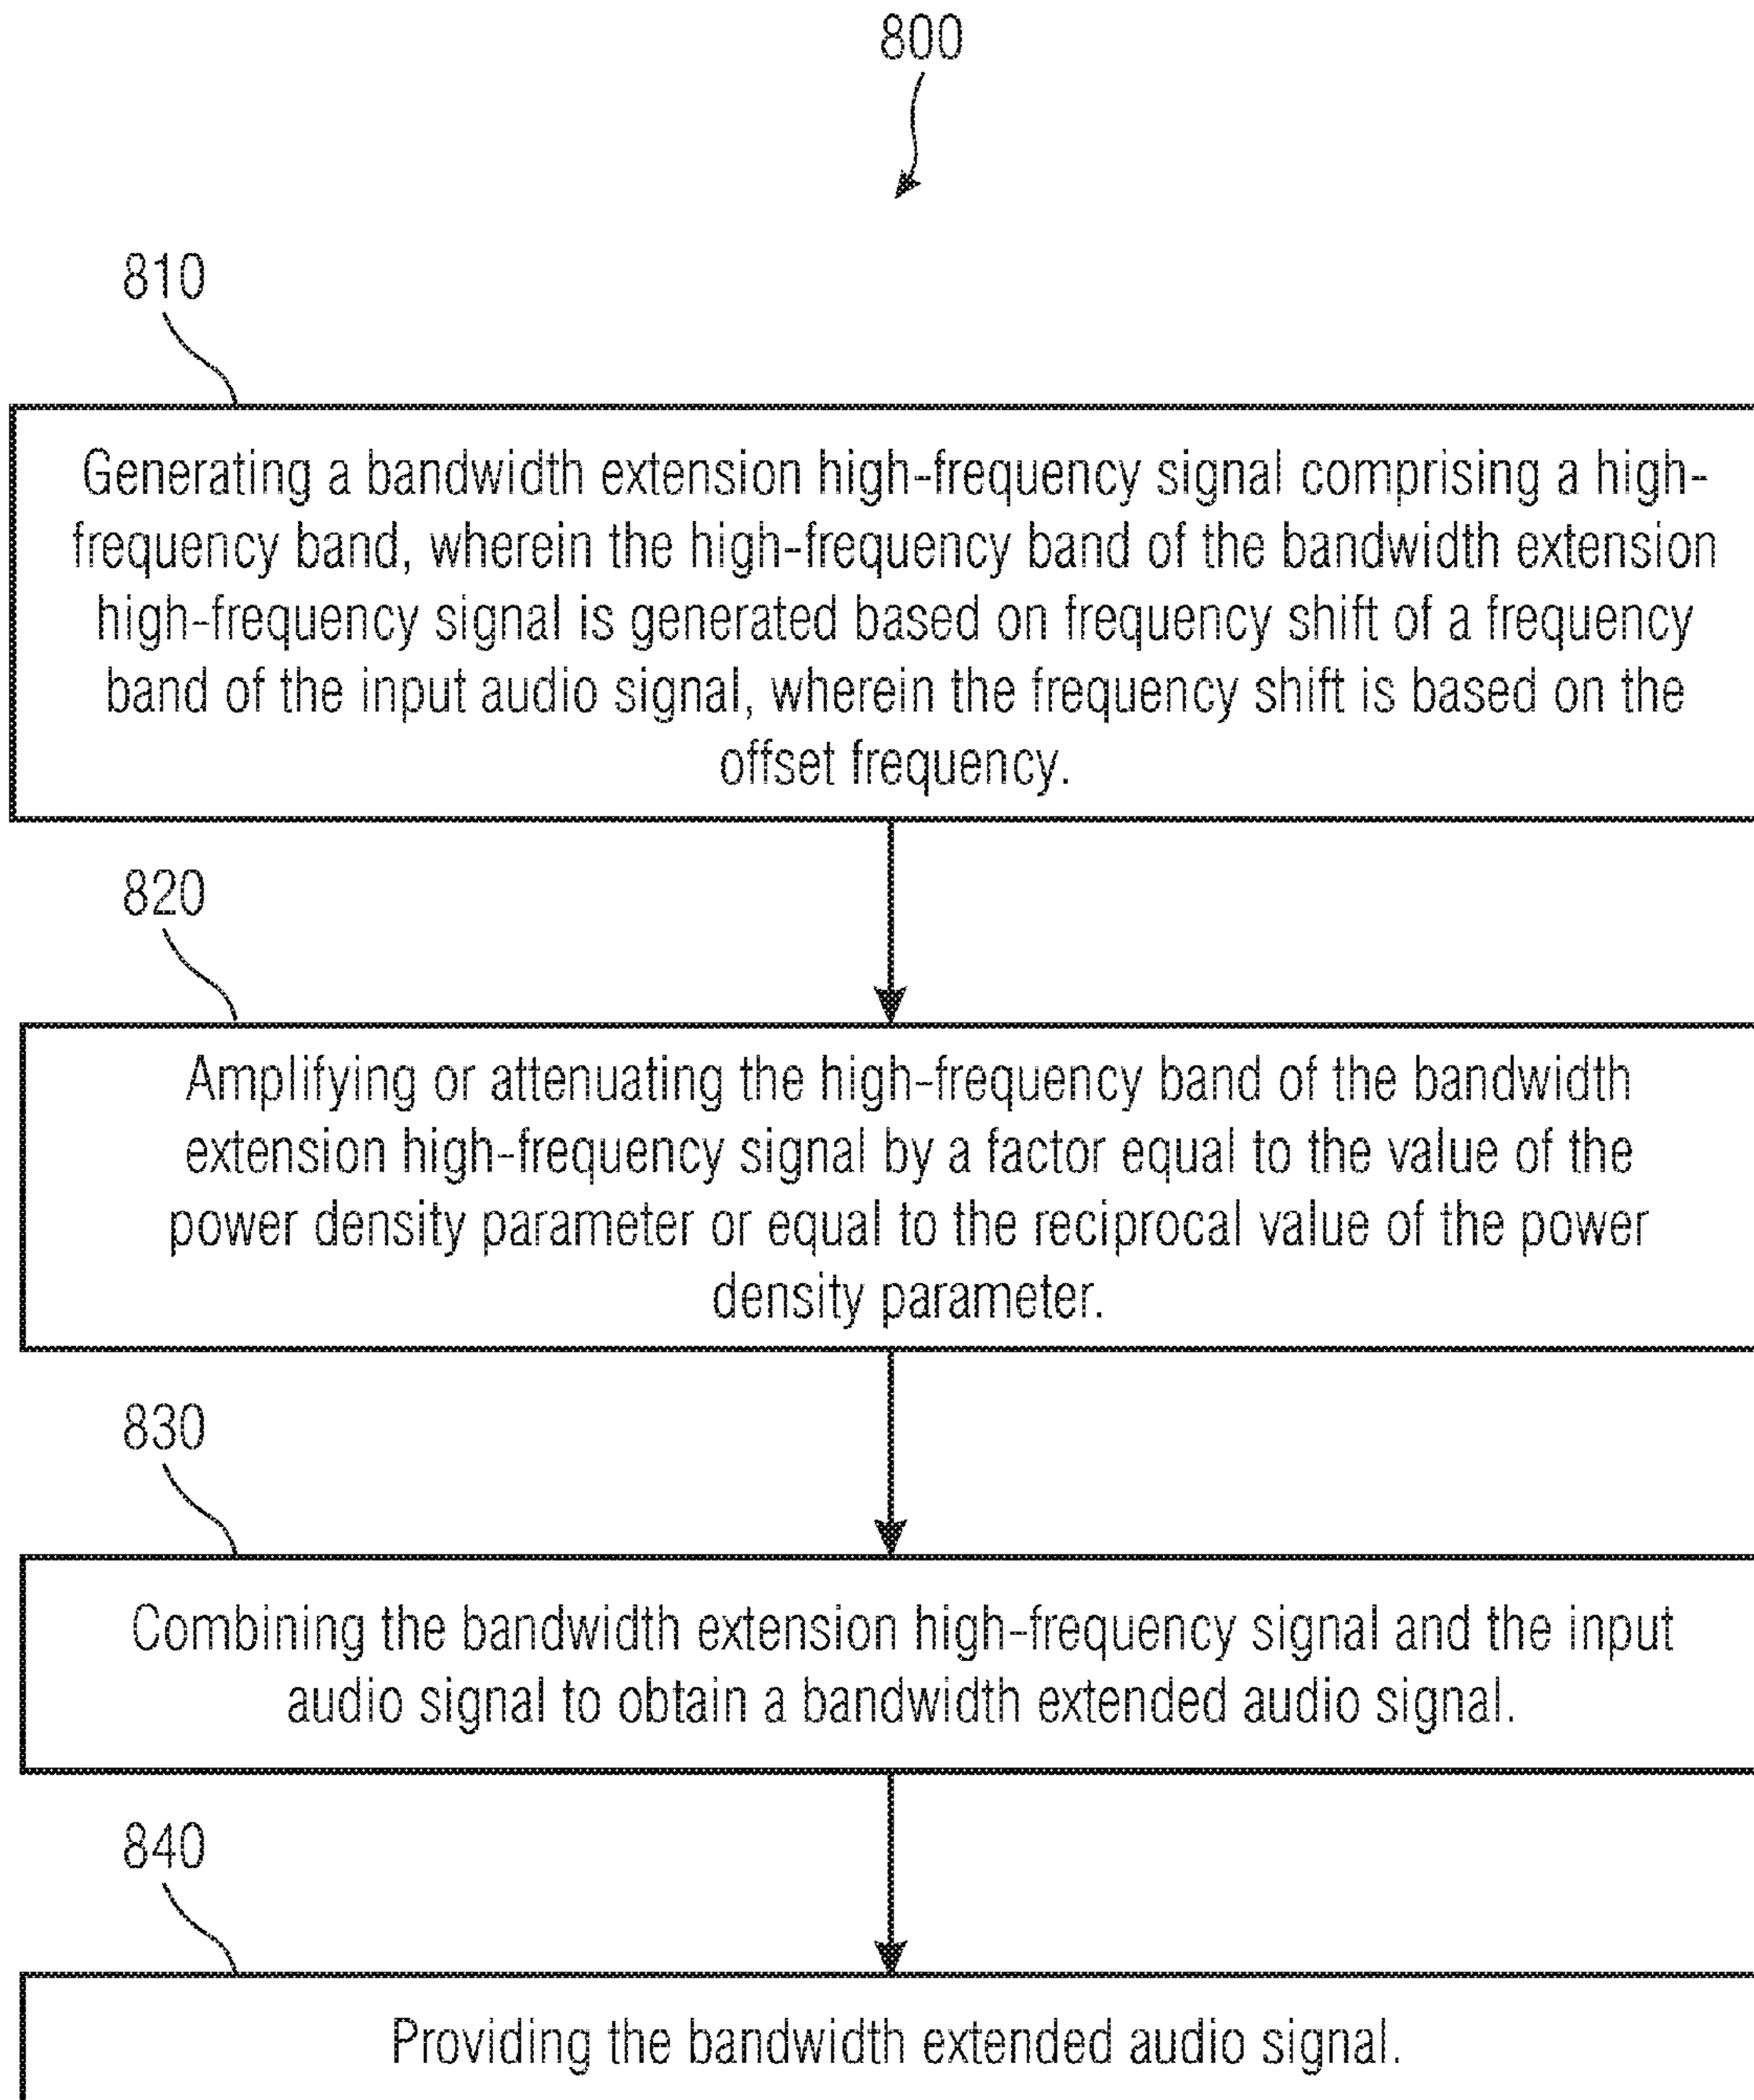 800
810
Generating a bandwidth extension high-frequency signal comprising a high-
frequency band, wherein the high-frequency band of the bandwidth extension
high-frequency signal is generated based on frequency shift of a frequency
band of the input audio signal, wherein the frequency shift is based on the
offset frequency.
820
Amplifying or attenuating the high-frequency band of the bandwidth
extension high-frequency signal by a factor equal to the value of the
power density parameter or equal to the reciprocal value of the power
density parameter.
830
Combining the bandwidth extension high-frequency signal and the input
audio signal to obtain a bandwidth extended audio signal.
840
Providing the bandwidth extended audio signal.